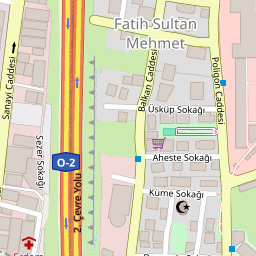 Fatih Sultan
Mehmet
Sanayi Caddesi
Balkan Caddesi
Poligon Caddesi
Üsküp Sokağı
Sezer Sokağı
O-2
Aheste Sokağı
Küme Sokağı
2. Çevre Yolu